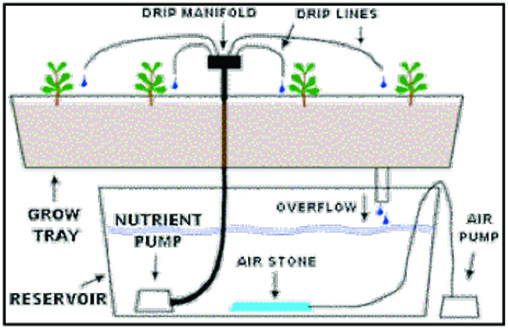 DRIP MANIFOLD
DRIP LINES
GROW
TRAY
NUTRIENT
PUMP
OVERFLOW
AIR
PUMP
AIR STONE
RESERVOIR